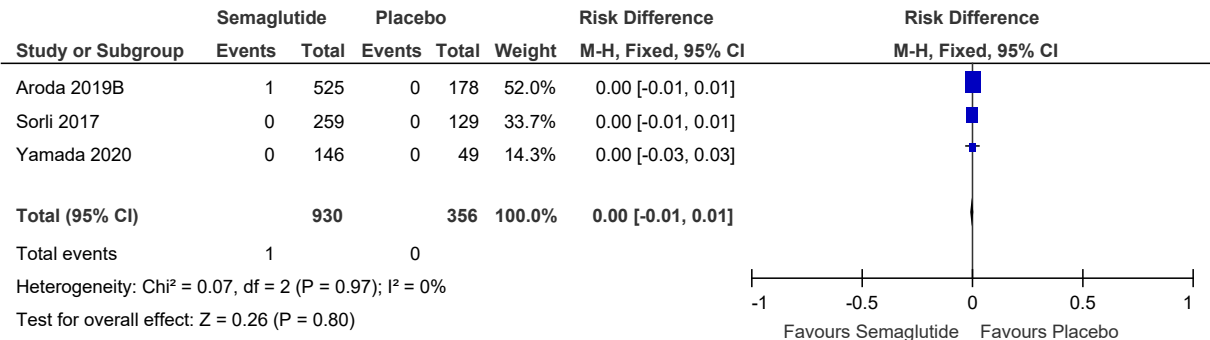 Semaglutide Placebo Risk Difference Risk Difference
Study or Subgroup Events Total Events Total Weight M-H, Fixed, 95% CI M-H, Fixed, 95% CI
Aroda 2019B 1 525 0 178 52.0% 0.00 [-0.01, 0.01]
Sorli 2017 0 259 0 129 33.7% 0.00 [-0.01, 0.01]
Yamada 2020 0 146 0 49 14.3% 0.00 [-0.03, 0.03]
Total (95% CI) 930 356 100.0% 0.00 [-0.01, 0.01]
Total events 1 0
Heterogeneity: Chi² = 0.07, df = 2 (P = 0.97); I² = 0%
Test for overall effect: Z = 0.26 (P = 0.80)
-1 -0.5 0 0.5 1
Favours Semaglutide Favours Placebo